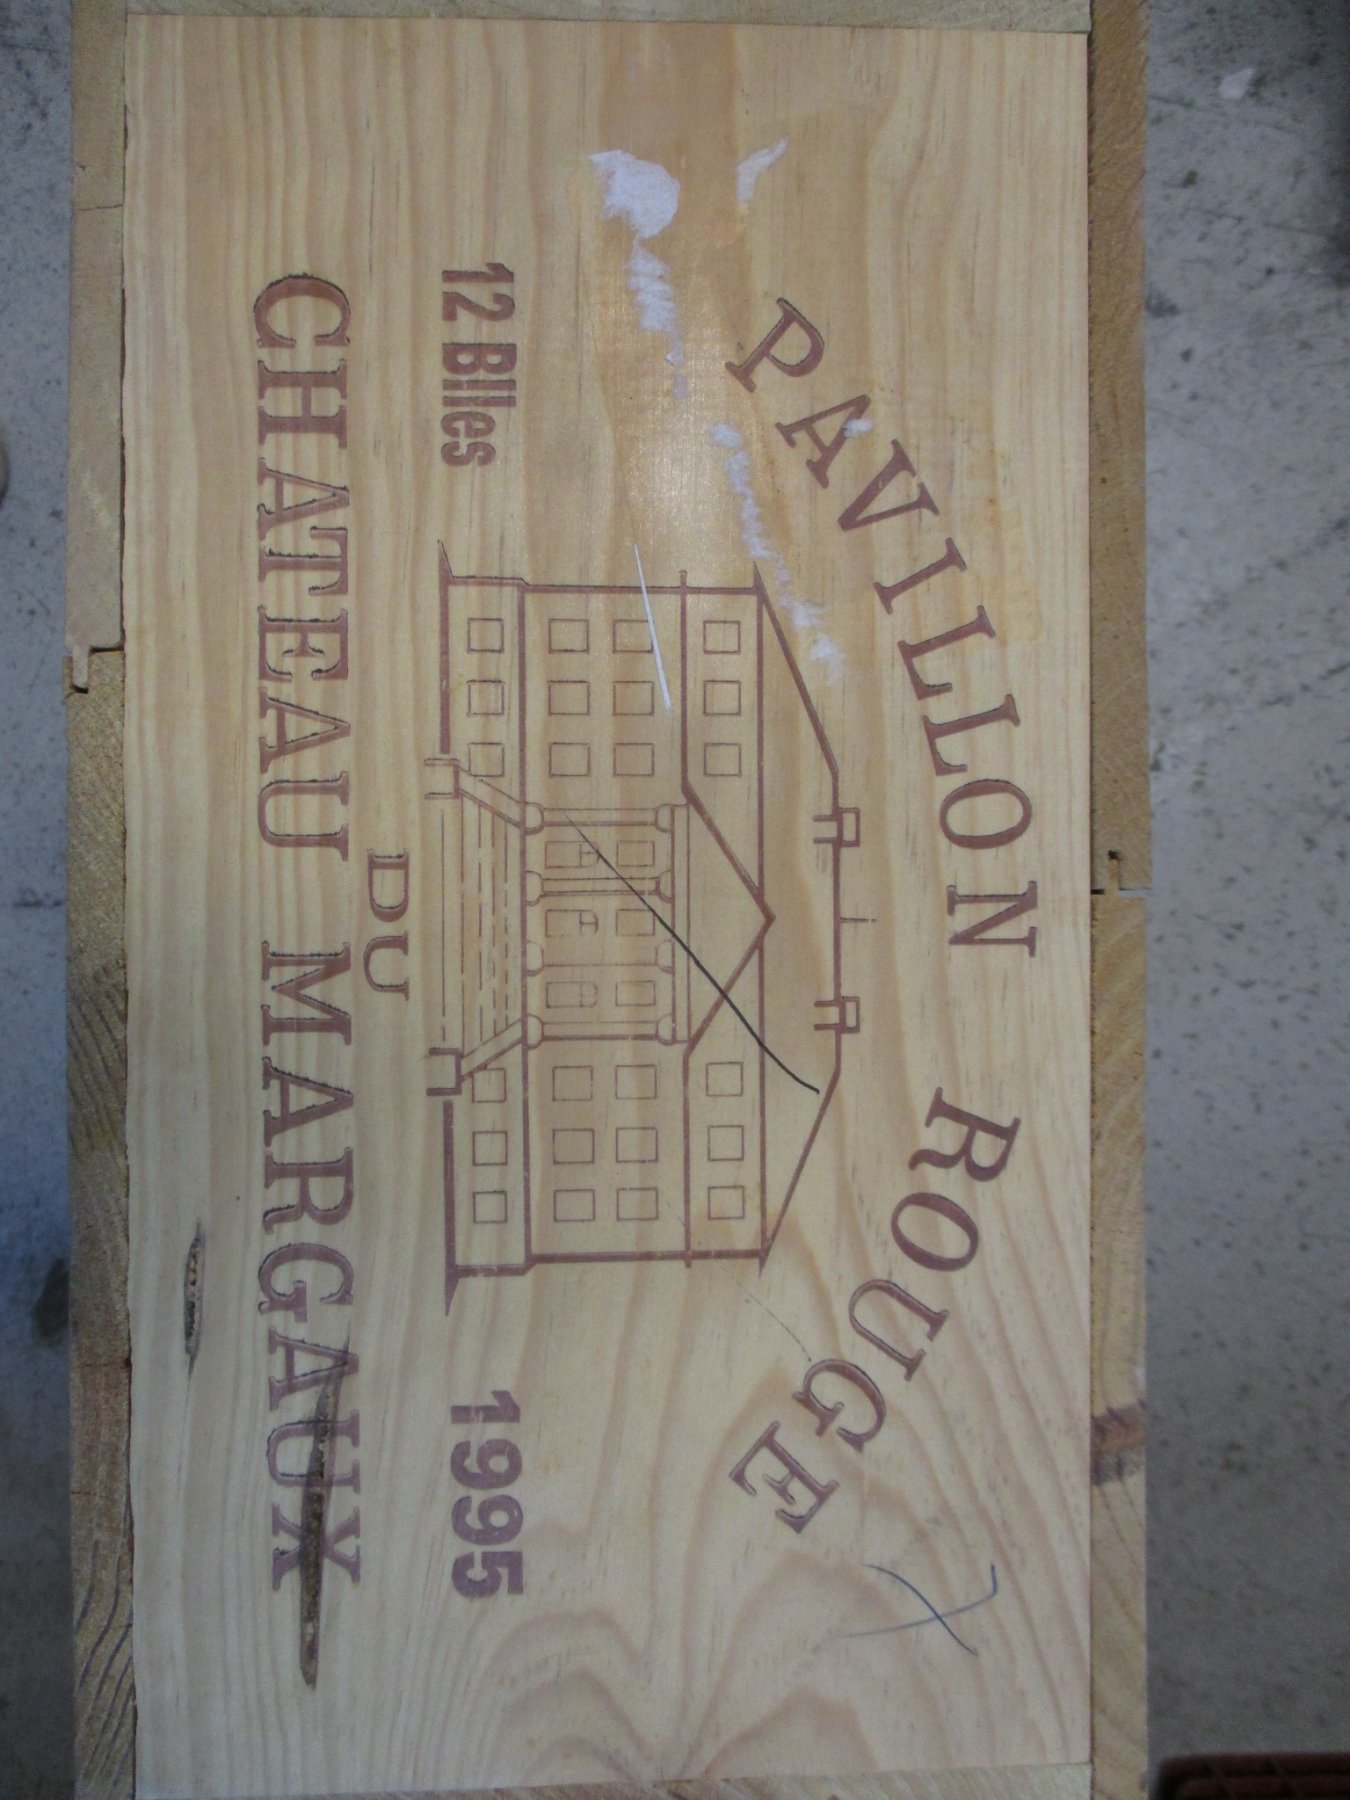 PAVILLON ROUGE
12 Blles 1995
DU
CHATEAU MARGAUX